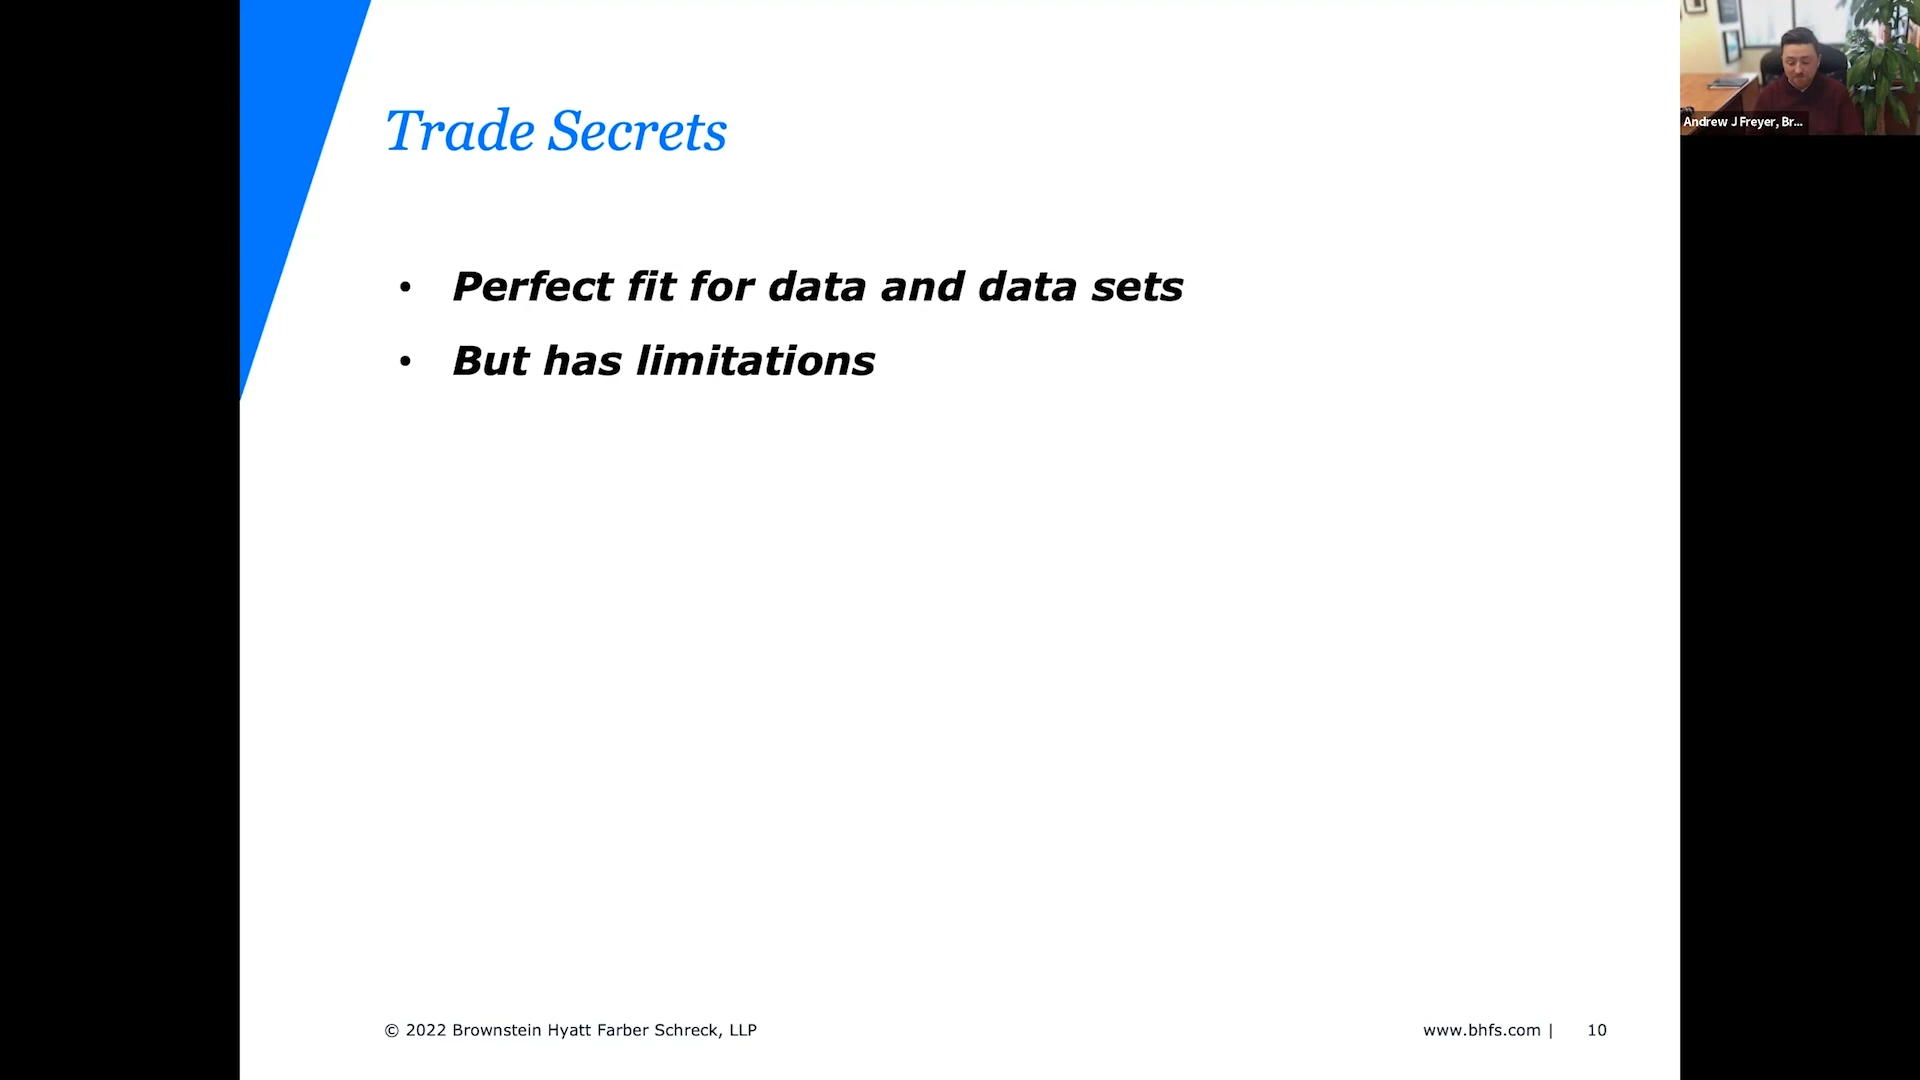 Trade Secrets
• Perfect fit for data and data sets
• But has limitations
© 2022 Brownstein Hyatt Farber Schreck, LLP
www.bhfs.com | 10
Andrew J Freyer, Br...